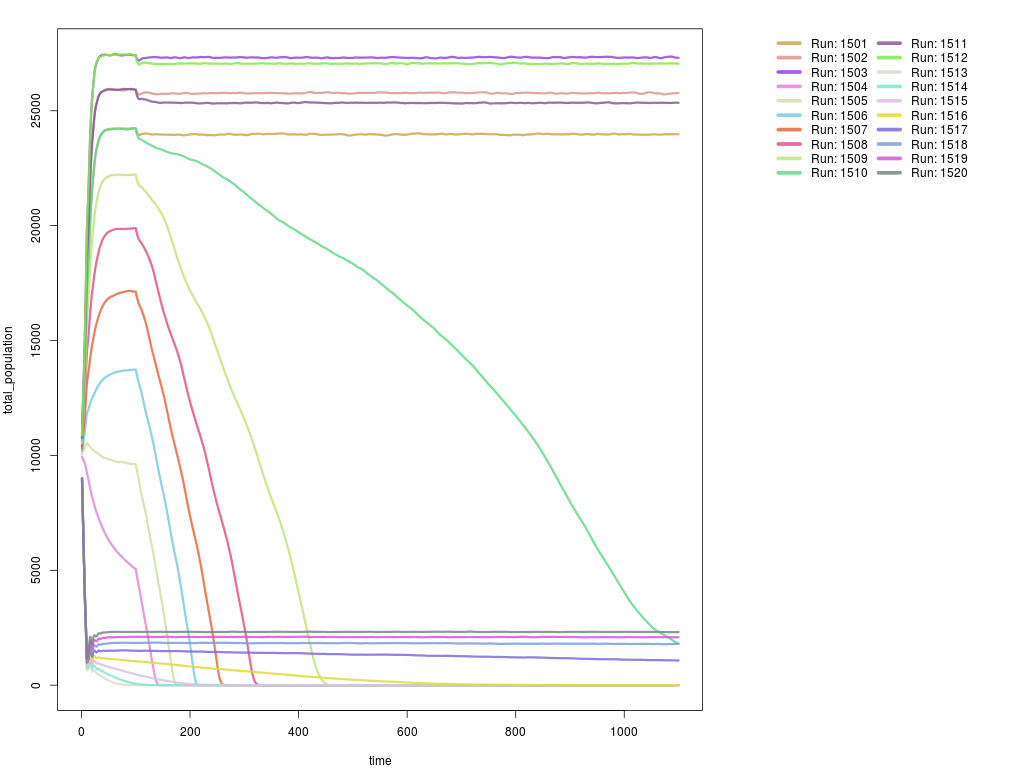 total_population
0
5000
10000
15000
20000
25000
0
200
400
600
800
1000
time
Run: 1501
Run: 1502
Run: 1503
Run: 1504
Run: 1505
Run: 1506
Run: 1507
Run: 1508
Run: 1509
Run: 1510
Run: 1511
Run: 1512
Run: 1513
Run: 1514
Run: 1515
Run: 1516
Run: 1517
Run: 1518
Run: 1519
Run: 1520